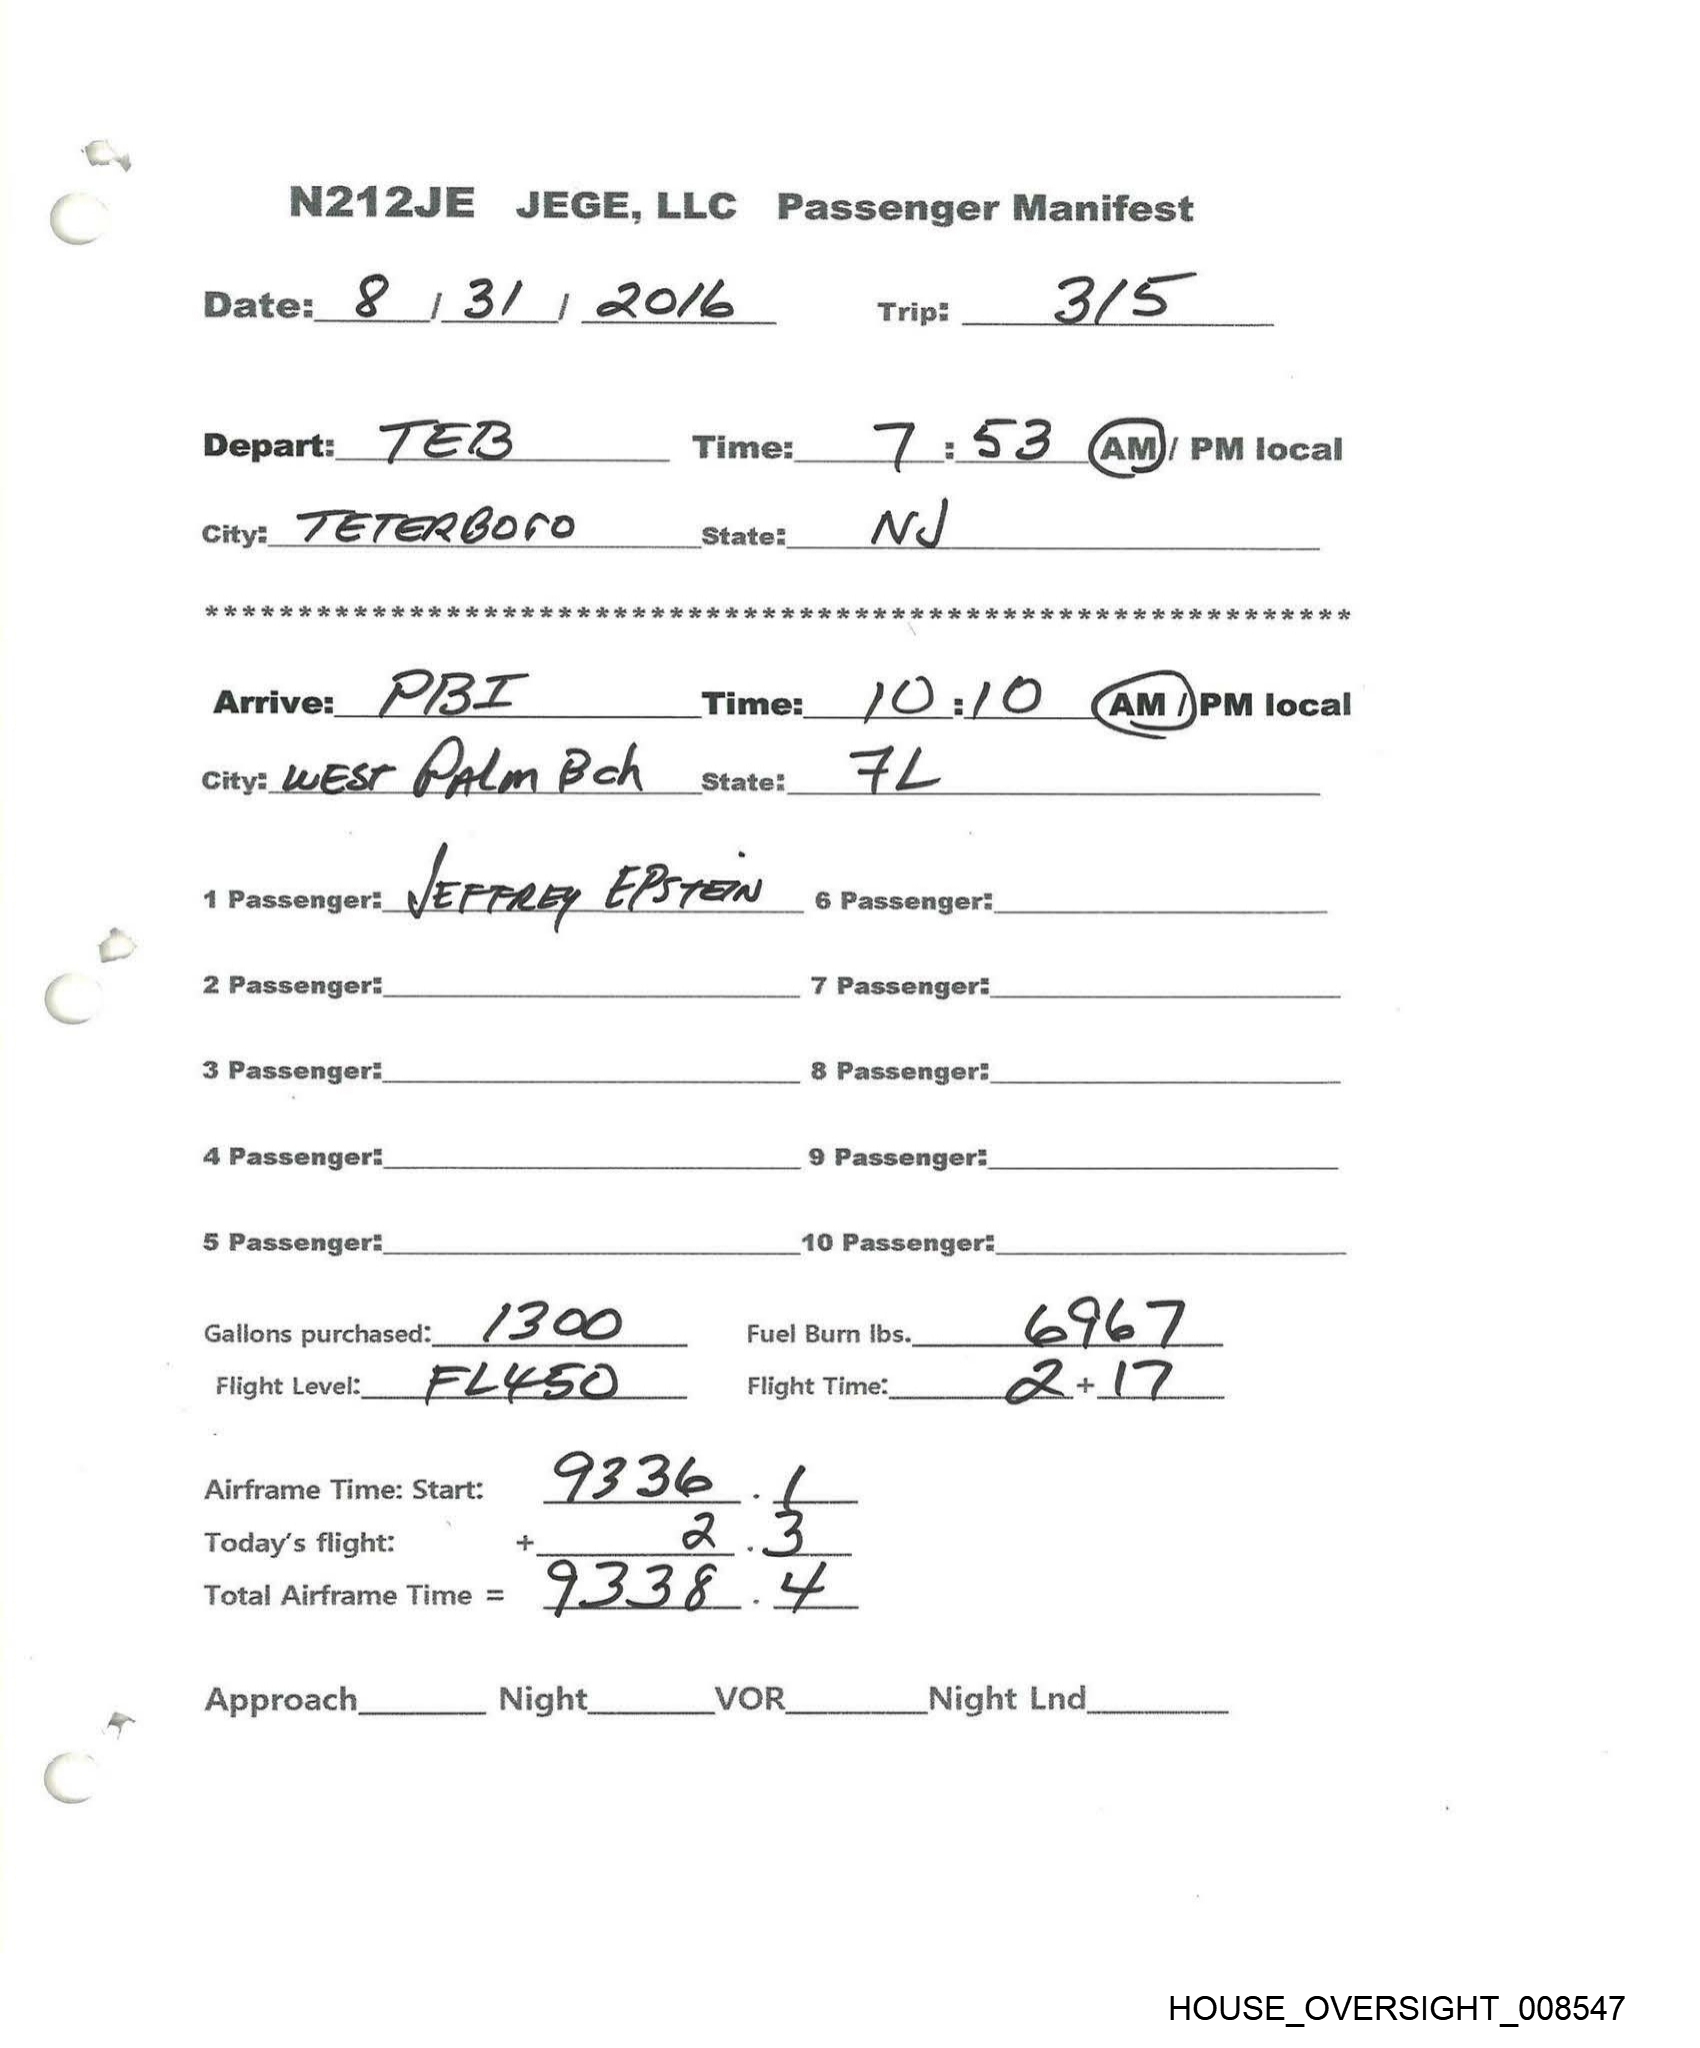 N212JE JEGE, LLC Passenger Manifest
Date: 8 / 31 / 2016 Trip: 315
Depart: TEB Time: 7 : 53 AM / PM local
City: TETERBORO State: NJ
*****************************************************************
Arrive: PBI Time: 10 : 10 AM / PM local
City: WEST PALM Bch State: FL
1 Passenger: JEFFREY EPSTEIN 6 Passenger:
2 Passenger: 7 Passenger:
3 Passenger: 8 Passenger:
4 Passenger: 9 Passenger:
5 Passenger: 10 Passenger:
Gallons purchased: 1300 Fuel Burn lbs. 6967
Flight Level: FL450 Flight Time: 2 + 17
Airframe Time: Start: 9336 . 1
Today's flight: + 2 . 3
Total Airframe Time = 9338 . 4
Approach Night VOR Night Lnd
HOUSE_OVERSIGHT_008547